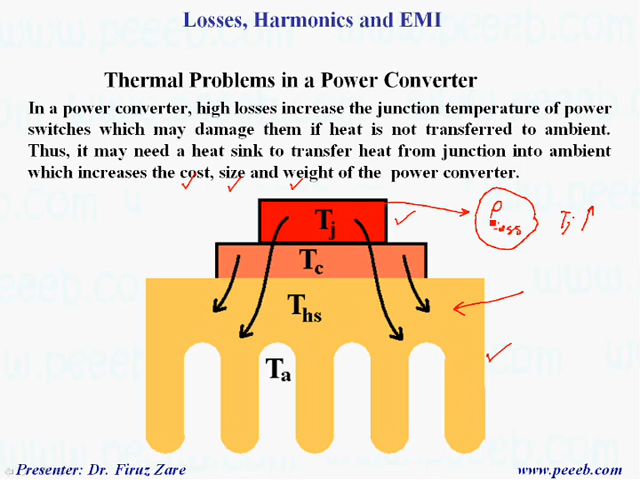 Losses, Harmonics and EMI
Thermal Problems in a Power Converter
In a power converter, high losses increase the junction temperature of power
switches which may damage them if heat is not transferred to ambient.
Thus, it may need a heat sink to transfer heat from junction into ambient
which increases the cost, size and weight of the power converter.
Tj
P loss
Tj ↑
Tc
Ths
Ta
Presenter: Dr. Firuz Zare
www.peeeb.com